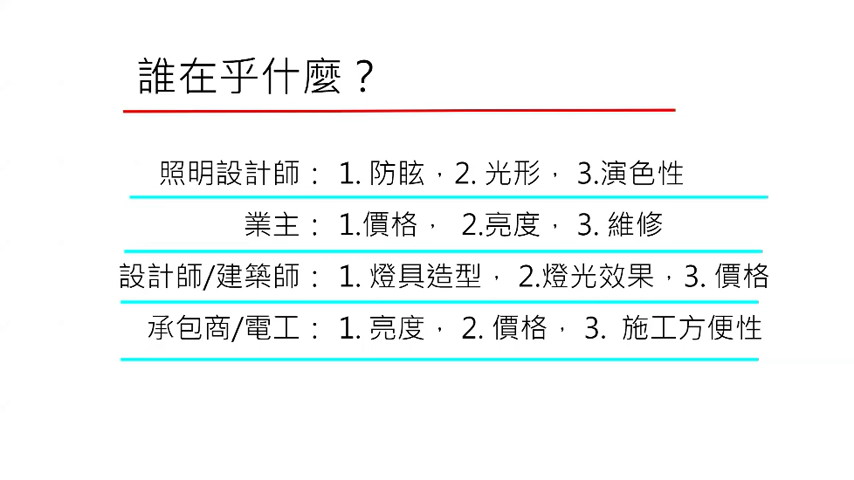 誰在乎什麼？
照明設計師： 1. 防眩，2. 光形， 3.演色性
業主： 1.價格， 2.亮度， 3. 維修
設計師/建築師： 1. 燈具造型， 2.燈光效果，3. 價格
承包商/電工： 1. 亮度， 2. 價格， 3. 施工方便性